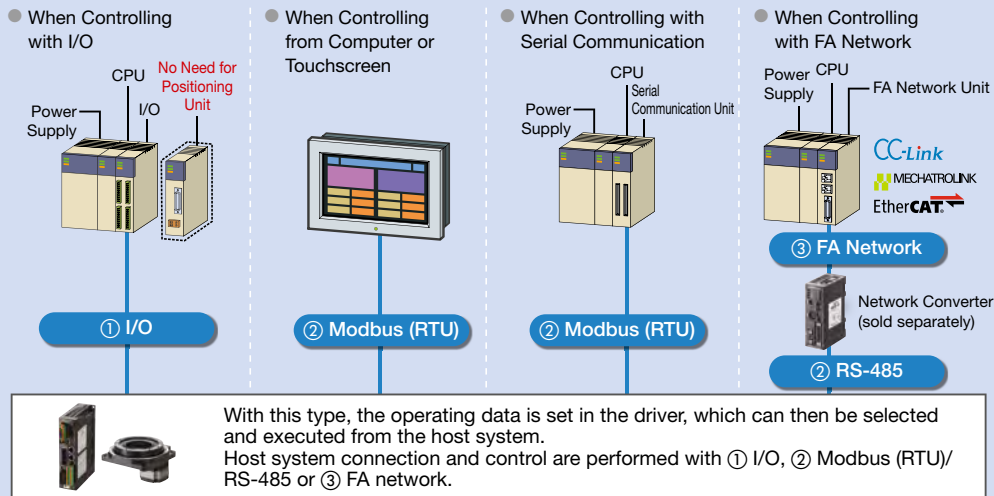 ● When Controlling
with I/O
CPU
No Need for
Positioning
Unit
I/O
Power
Supply
① I/O
● When Controlling
from Computer or
Touchscreen
② Modbus (RTU)
● When Controlling with
Serial Communication
CPU
Serial
Communication Unit
Power
Supply
② Modbus (RTU)
● When Controlling
with FA Network
Power
Supply
CPU
FA Network Unit
CC-Link
MECHATROLINK
EtherCAT®
③ FA Network
Network Converter
(sold separately)
② RS-485
With this type, the operating data is set in the driver, which can then be selected
and executed from the host system.
Host system connection and control are performed with ① I/O, ② Modbus (RTU)/
RS-485 or ③ FA network.